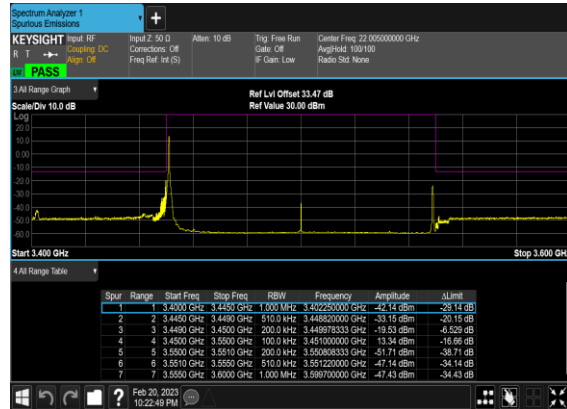 Spectrum Analyzer 1
Spurious Emissions
+
KEYSIGHT Input: RF Input Z: 50 Ω Atten: 10 dB Trig: Free Run Center Freq: 22.005000000 GHz
R T Coupling: DC Corrections: Off Gate: Off Avg|Hold: 100/100
Align: Off Freq Ref: Int (S) IF Gain: Low Radio Std: None
PASS
3 All Range Graph
Ref Lvl Offset 33.47 dB
Scale/Div 10.0 dB Ref Value 30.00 dBm
Log
20.0
10.0
0.00
-10.0
-20.0
-30.0
-40.0
-50.0
-60.0
Start 3.400 GHz Stop 3.600 GHz
4 All Range Table
Spur Range Start Freq Stop Freq RBW Frequency Amplitude ΔLimit
1 1 3.4000 GHz 3.4450 GHz 1.000 MHz 3.402250000 GHz -42.14 dBm -29.14 dB
2 2 3.4450 GHz 3.4490 GHz 510.0 kHz 3.448820000 GHz -33.15 dBm -20.15 dB
3 3 3.4490 GHz 3.4500 GHz 200.0 kHz 3.449978333 GHz -19.53 dBm -6.529 dB
4 4 3.4500 GHz 3.5500 GHz 100.0 kHz 3.451000000 GHz 13.34 dBm -16.66 dB
5 5 3.5500 GHz 3.5510 GHz 200.0 kHz 3.550808333 GHz -51.71 dBm -38.71 dB
6 6 3.5510 GHz 3.5550 GHz 510.0 kHz 3.551220000 GHz -47.14 dBm -34.14 dB
7 7 3.5550 GHz 3.6000 GHz 1.000 MHz 3.599700000 GHz -47.43 dBm -34.43 dB
? Feb 20, 2023
10:22:49 PM